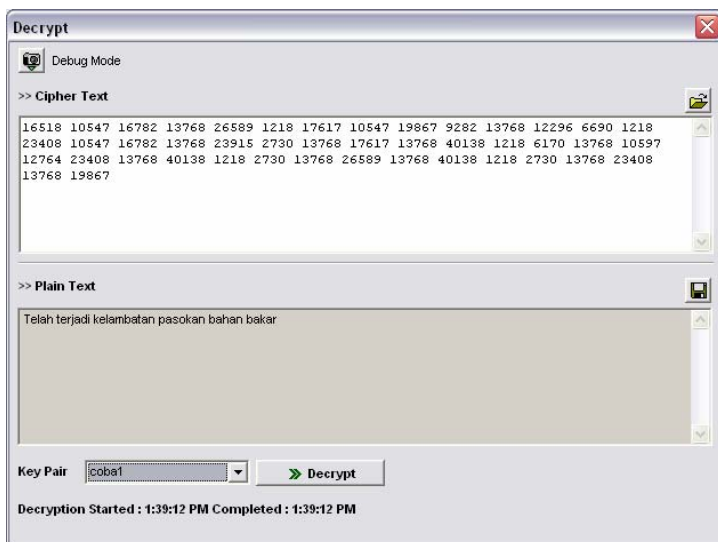 Decrypt
Debug Mode
>> Cipher Text
16518 10547 16782 13768 26589 1218 17617 10547 19867 9282 13768 12296 6690 1218
23408 10547 16782 13768 23915 2730 13768 17617 13768 40138 1218 6170 13768 10597
12764 23408 13768 40138 1218 2730 13768 26589 13768 40138 1218 2730 13768 23408
13768 19867
>> Plain Text
Telah terjadi kelambatan pasokan bahan bakar
Key Pair coba1 >> Decrypt
Decryption Started : 1:39:12 PM Completed : 1:39:12 PM